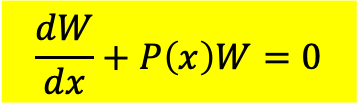 dW/dx + P(x)W = 0